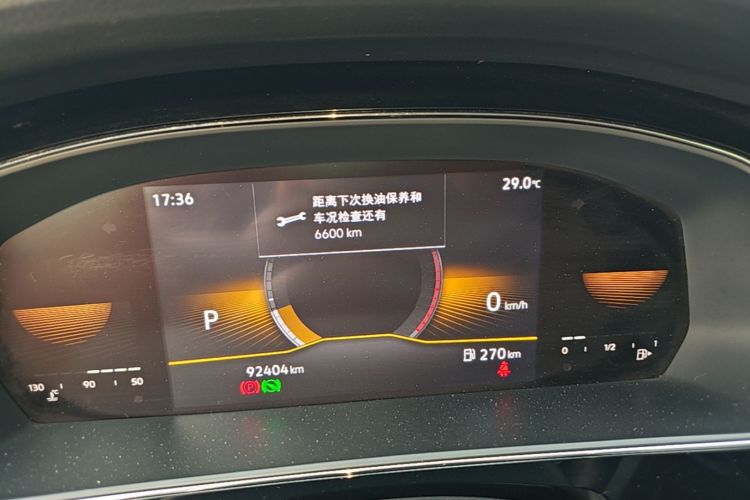 17:36
距离下次换油保养和
车况检查还有
6600 km
29.0℃
P
0 km/h
130 90 50
92404 km
270 km
0 1/2 1
(P)